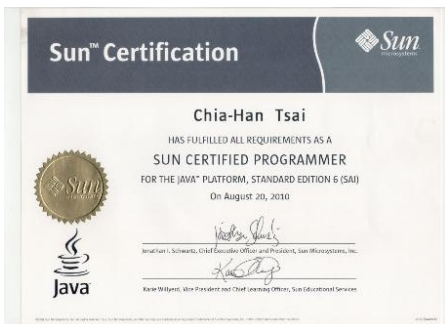 Sun™ Certification
Sun
microsystems
Chia-Han Tsai
HAS FULFILLED ALL REQUIREMENTS AS A
SUN CERTIFIED PROGRAMMER
FOR THE JAVA™ PLATFORM, STANDARD EDITION 6 (SAI)
On August 20, 2010
Sun
Jonathan I. Schwartz, Chief Executive Officer and President, Sun Microsystems, Inc.
Karie Willyerd, Vice President and Chief Learning Officer, Sun Educational Services
Java